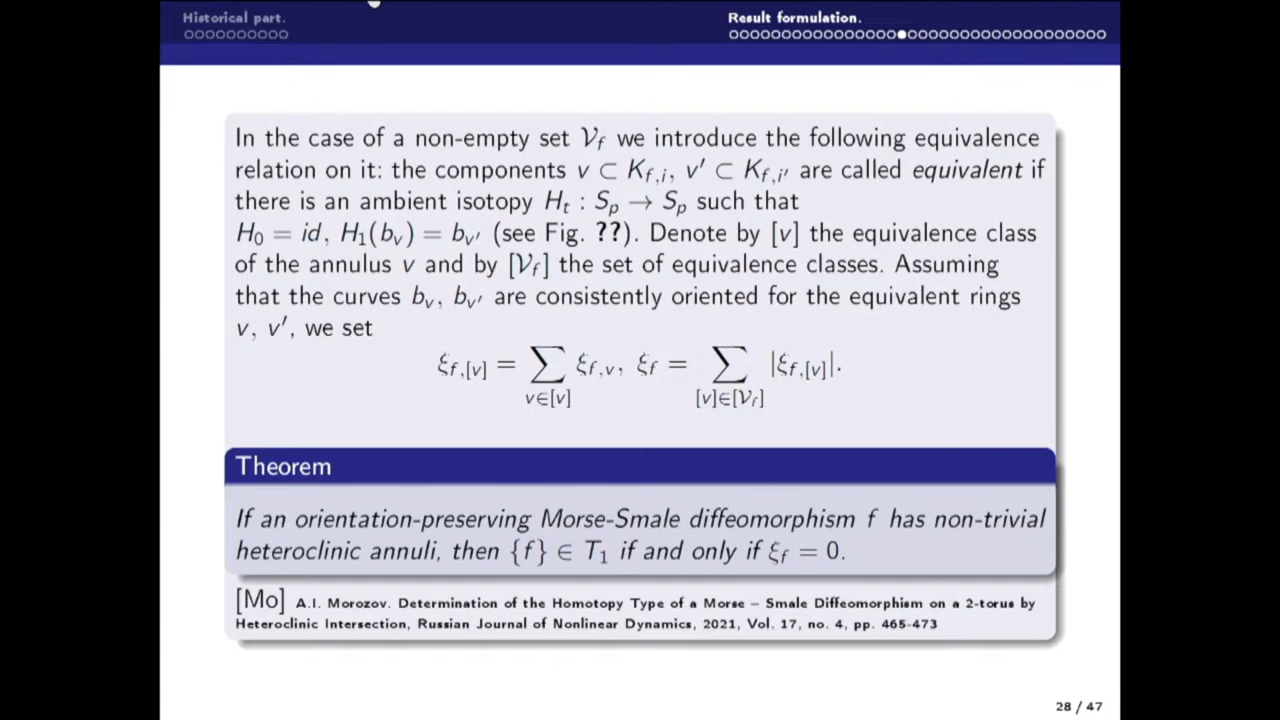 Historical part.
Result formulation.
In the case of a non-empty set 𝒱_f we introduce the following equivalence
relation on it: the components v ⊂ K_{f,i}, v′ ⊂ K_{f,i′} are called equivalent if
there is an ambient isotopy H_t : S_p → S_p such that
H_0 = id, H_1(b_v) = b_{v′} (see Fig. ??). Denote by [v] the equivalence class
of the annulus v and by [𝒱_f] the set of equivalence classes. Assuming
that the curves b_v, b_{v′} are consistently oriented for the equivalent rings
v, v′, we set
ξ_{f,[v]} = ∑_{v∈[v]} ξ_{f,v}, ξ_f = ∑_{[v]∈[𝒱_f]} |ξ_{f,[v]}|.
Theorem
If an orientation-preserving Morse-Smale diffeomorphism f has non-trivial
heteroclinic annuli, then {f} ∈ T_1 if and only if ξ_f = 0.
[Mo] A.I. Morozov. Determination of the Homotopy Type of a Morse – Smale Diffeomorphism on a 2-torus by
Heteroclinic Intersection, Russian Journal of Nonlinear Dynamics, 2021, Vol. 17, no. 4, pp. 465-473
28 / 47